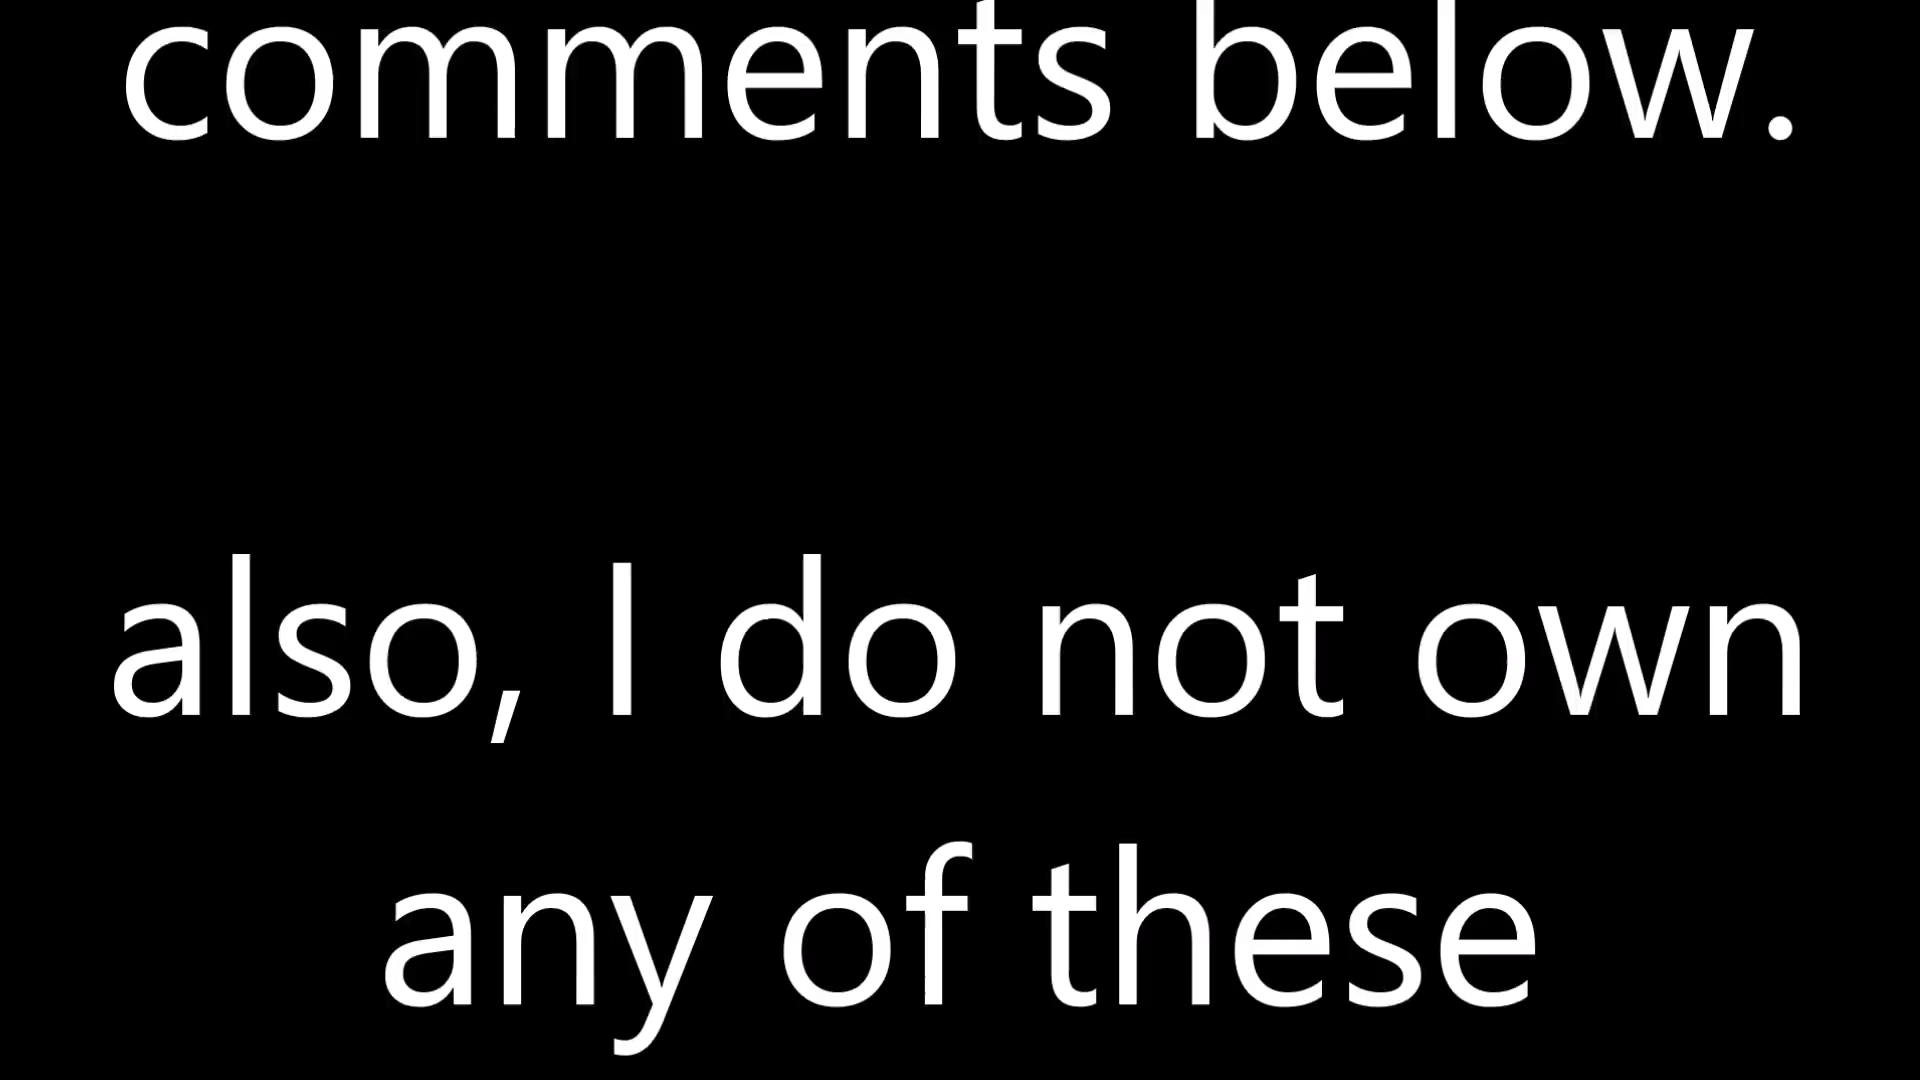 comments below.
also, I do not own
any of these